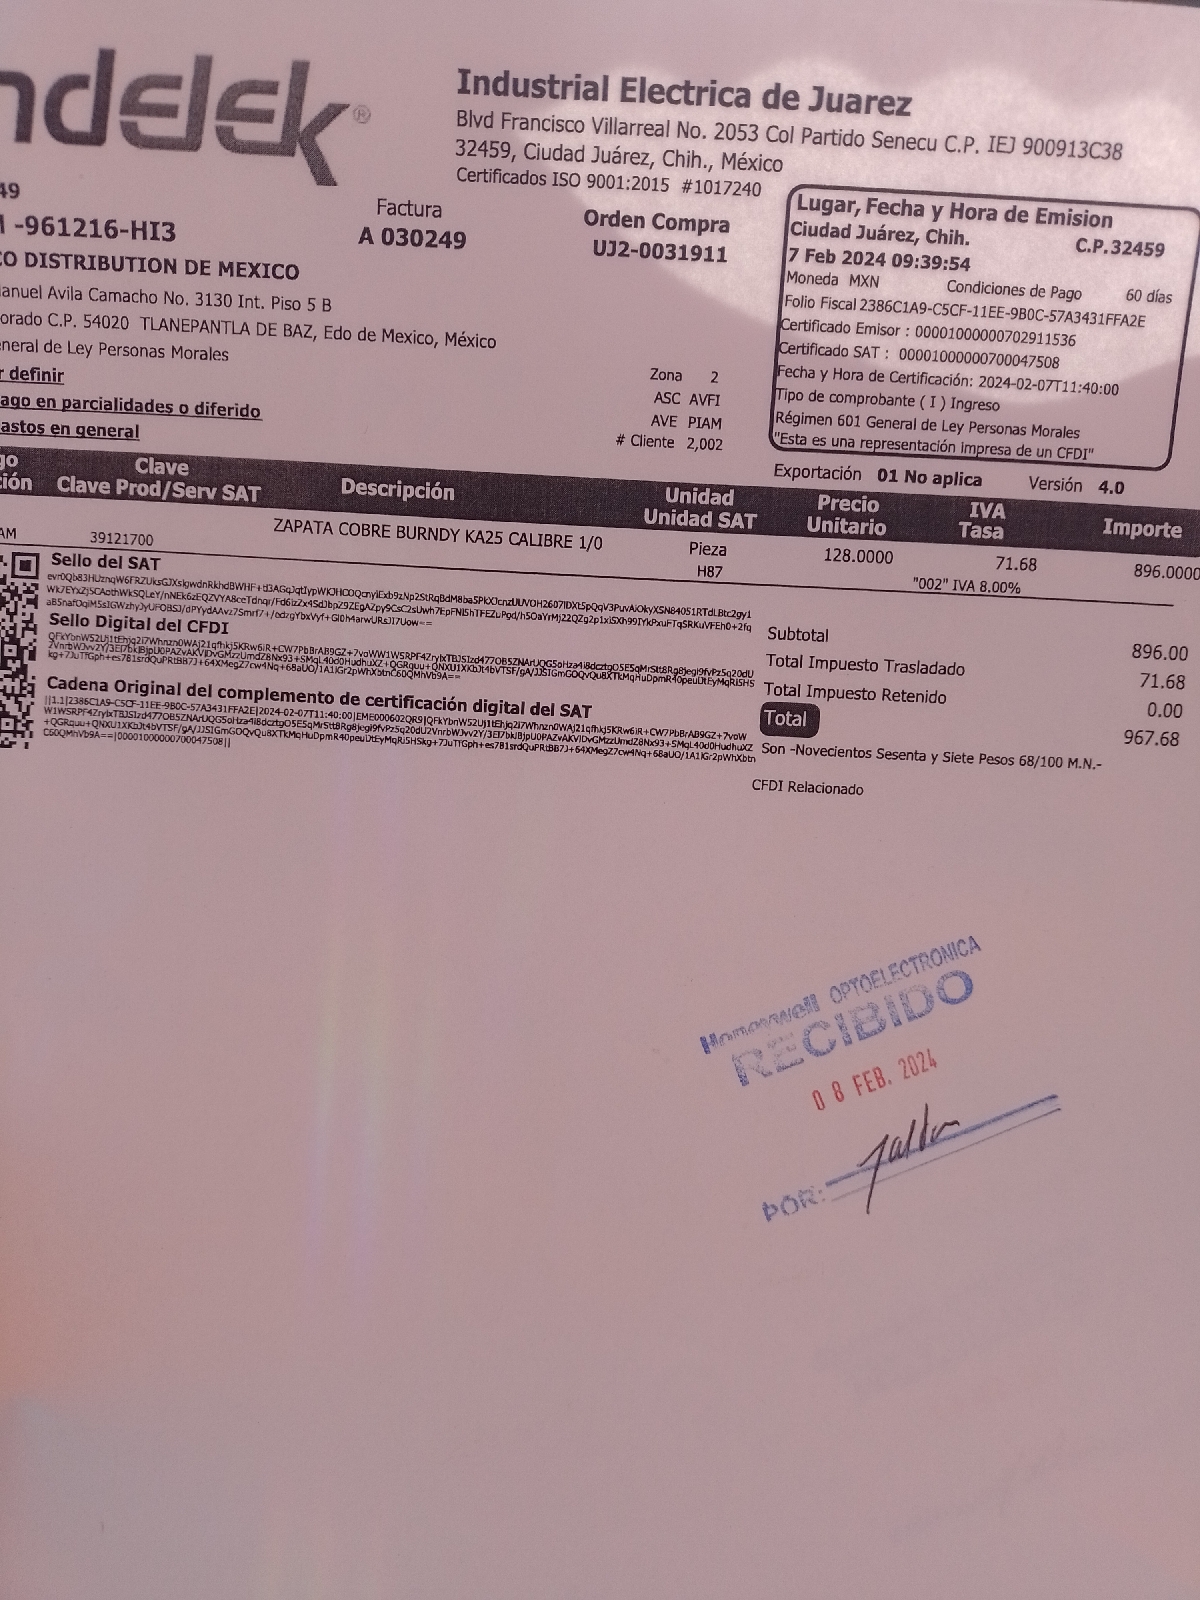 ndelek®
Industrial Electrica de Juarez
Blvd Francisco Villarreal No. 2053 Col Partido Senecu C.P. IEJ 900913C38
32459, Ciudad Juárez, Chih., México
Certificados ISO 9001:2015 #1017240
49
-961216-HI3
Factura
A 030249
Orden Compra
UJ2-0031911
CO DISTRIBUTION DE MEXICO
anuel Avila Camacho No. 3130 Int. Piso 5 B
orado C.P. 54020 TLANEPANTLA DE BAZ, Edo de Mexico, México
eneral de Ley Personas Morales
r definir
ago en parcialidades o diferido
astos en general
Zona 2
ASC AVFI
AVE PIAM
# Cliente 2,002
Lugar, Fecha y Hora de Emision
Ciudad Juárez, Chih. C.P.32459
7 Feb 2024 09:39:54
Moneda MXN Condiciones de Pago 60 días
Folio Fiscal 2386C1A9-C5CF-11EE-9B0C-57A3431FFA2E
Certificado Emisor : 00001000000702911536
Certificado SAT : 00001000000700047508
Fecha y Hora de Certificación: 2024-02-07T11:40:00
Tipo de comprobante ( I ) Ingreso
Régimen 601 General de Ley Personas Morales
"Esta es una representación impresa de un CFDI"
Exportación 01 No aplica Versión 4.0
go Clave Descripción Unidad Precio IVA Importe
ción Clave Prod/Serv SAT Unidad SAT Unitario Tasa
AM 39121700 ZAPATA COBRE BURNDY KA25 CALIBRE 1/0 Pieza 128.0000 71.68 896.0000
H87 "002" IVA 8.00%
Sello del SAT
Sello Digital del CFDI
Cadena Original del complemento de certificación digital del SAT
Subtotal 896.00
Total Impuesto Trasladado 71.68
Total Impuesto Retenido 0.00
Total 967.68
Son -Novecientos Sesenta y Siete Pesos 68/100 M.N.-
CFDI Relacionado
Honeywell OPTOELECTRONICA
RECIBIDO
08 FEB. 2024
POR: